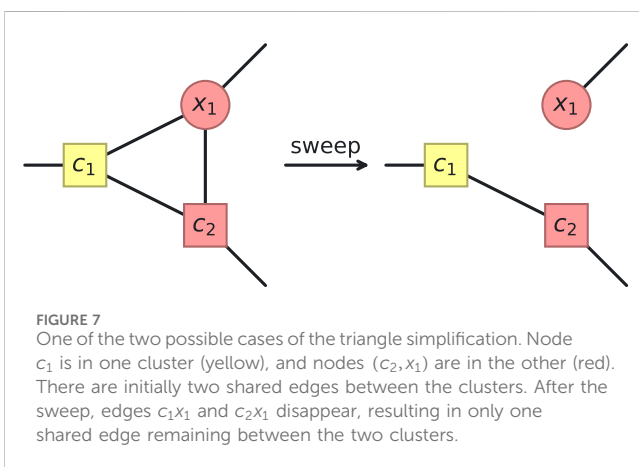 x₁
c₁
c₂
sweep
x₁
c₁
c₂
FIGURE 7
One of the two possible cases of the triangle simplification. Node
c₁ is in one cluster (yellow), and nodes (c₂,x₁) are in the other (red).
There are initially two shared edges between the clusters. After the
sweep, edges c₁x₁ and c₂x₁ disappear, resulting in only one
shared edge remaining between the two clusters.